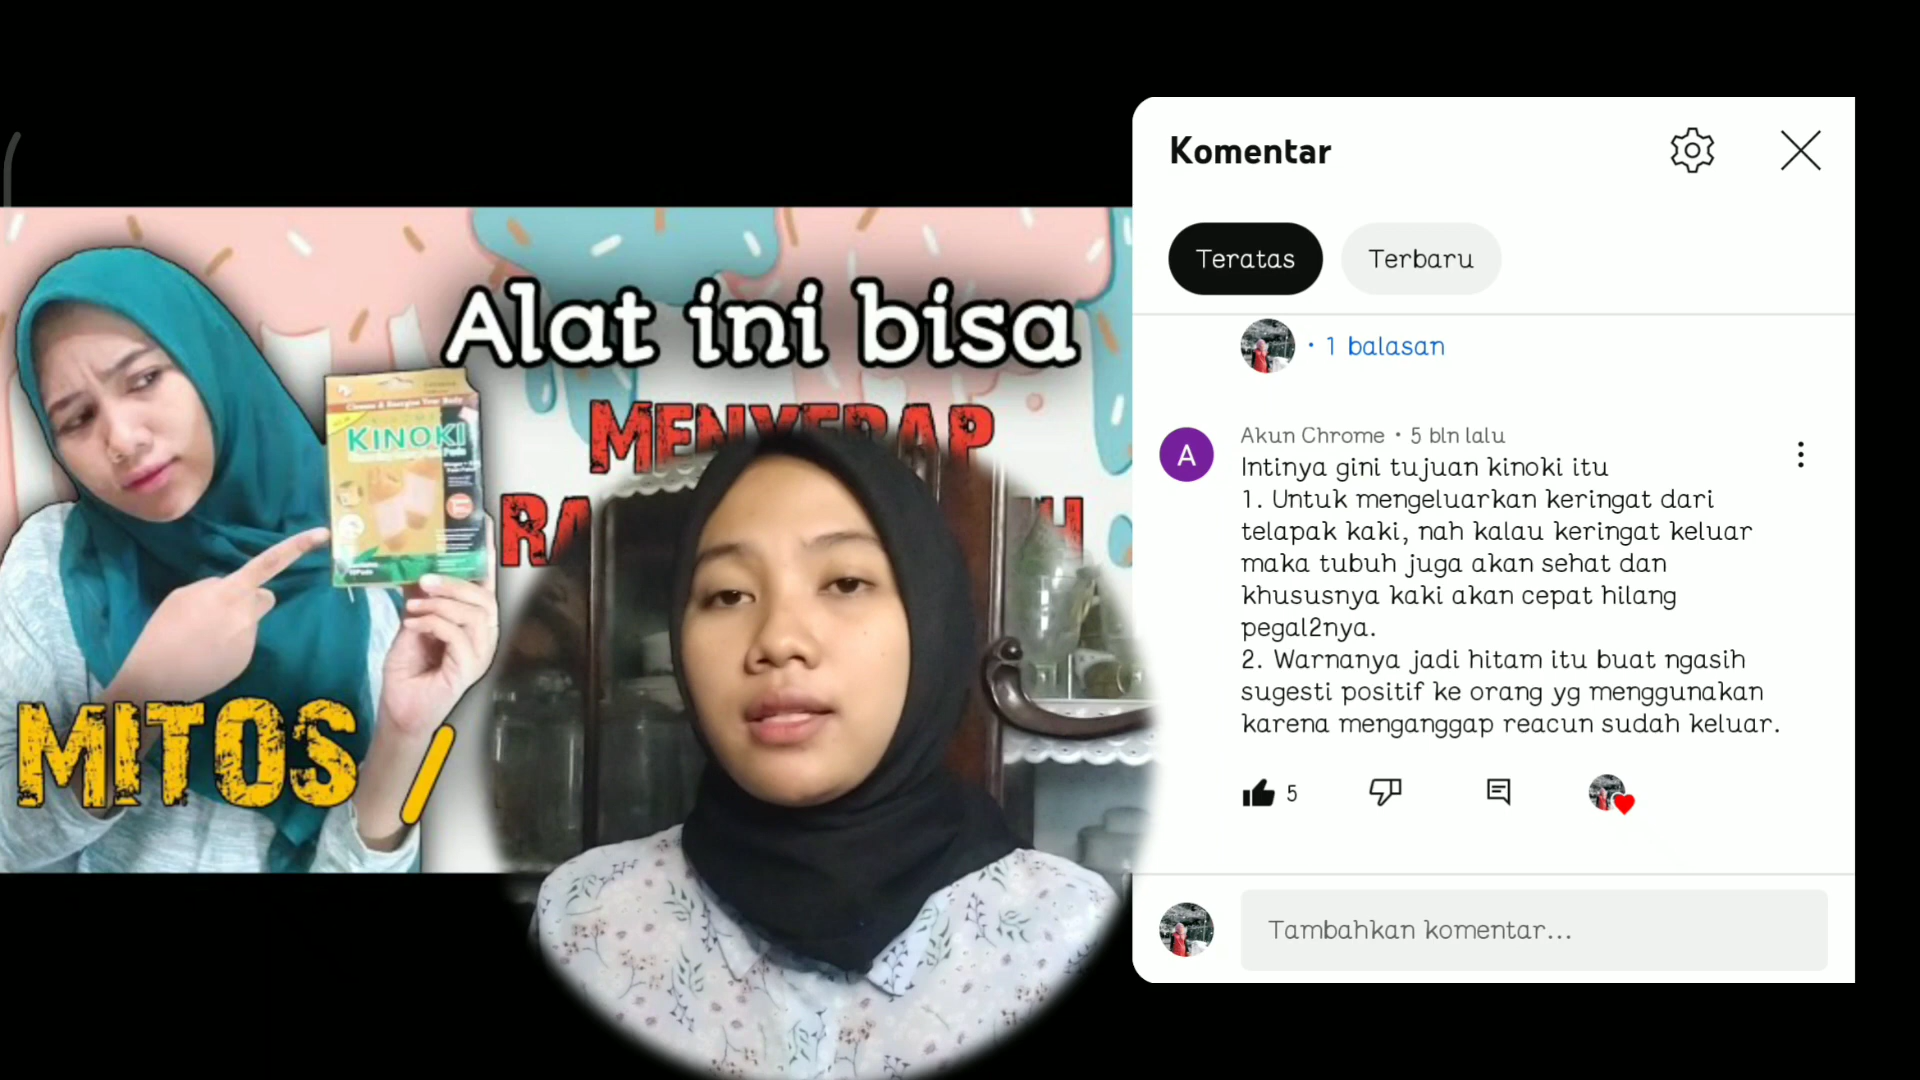 Alat ini bisa
MENYERAP
KINOKI
MITOS /
Komentar
Teratas
Terbaru
· 1 balasan
A
Akun Chrome • 5 bln lalu
Intinya gini tujuan kinoki itu
1. Untuk mengeluarkan keringat dari
telapak kaki, nah kalau keringat keluar
maka tubuh juga akan sehat dan
khususnya kaki akan cepat hilang
pegal2nya.
2. Warnanya jadi hitam itu buat ngasih
sugesti positif ke orang yg menggunakan
karena menganggap reacun sudah keluar.
5
Tambahkan komentar...